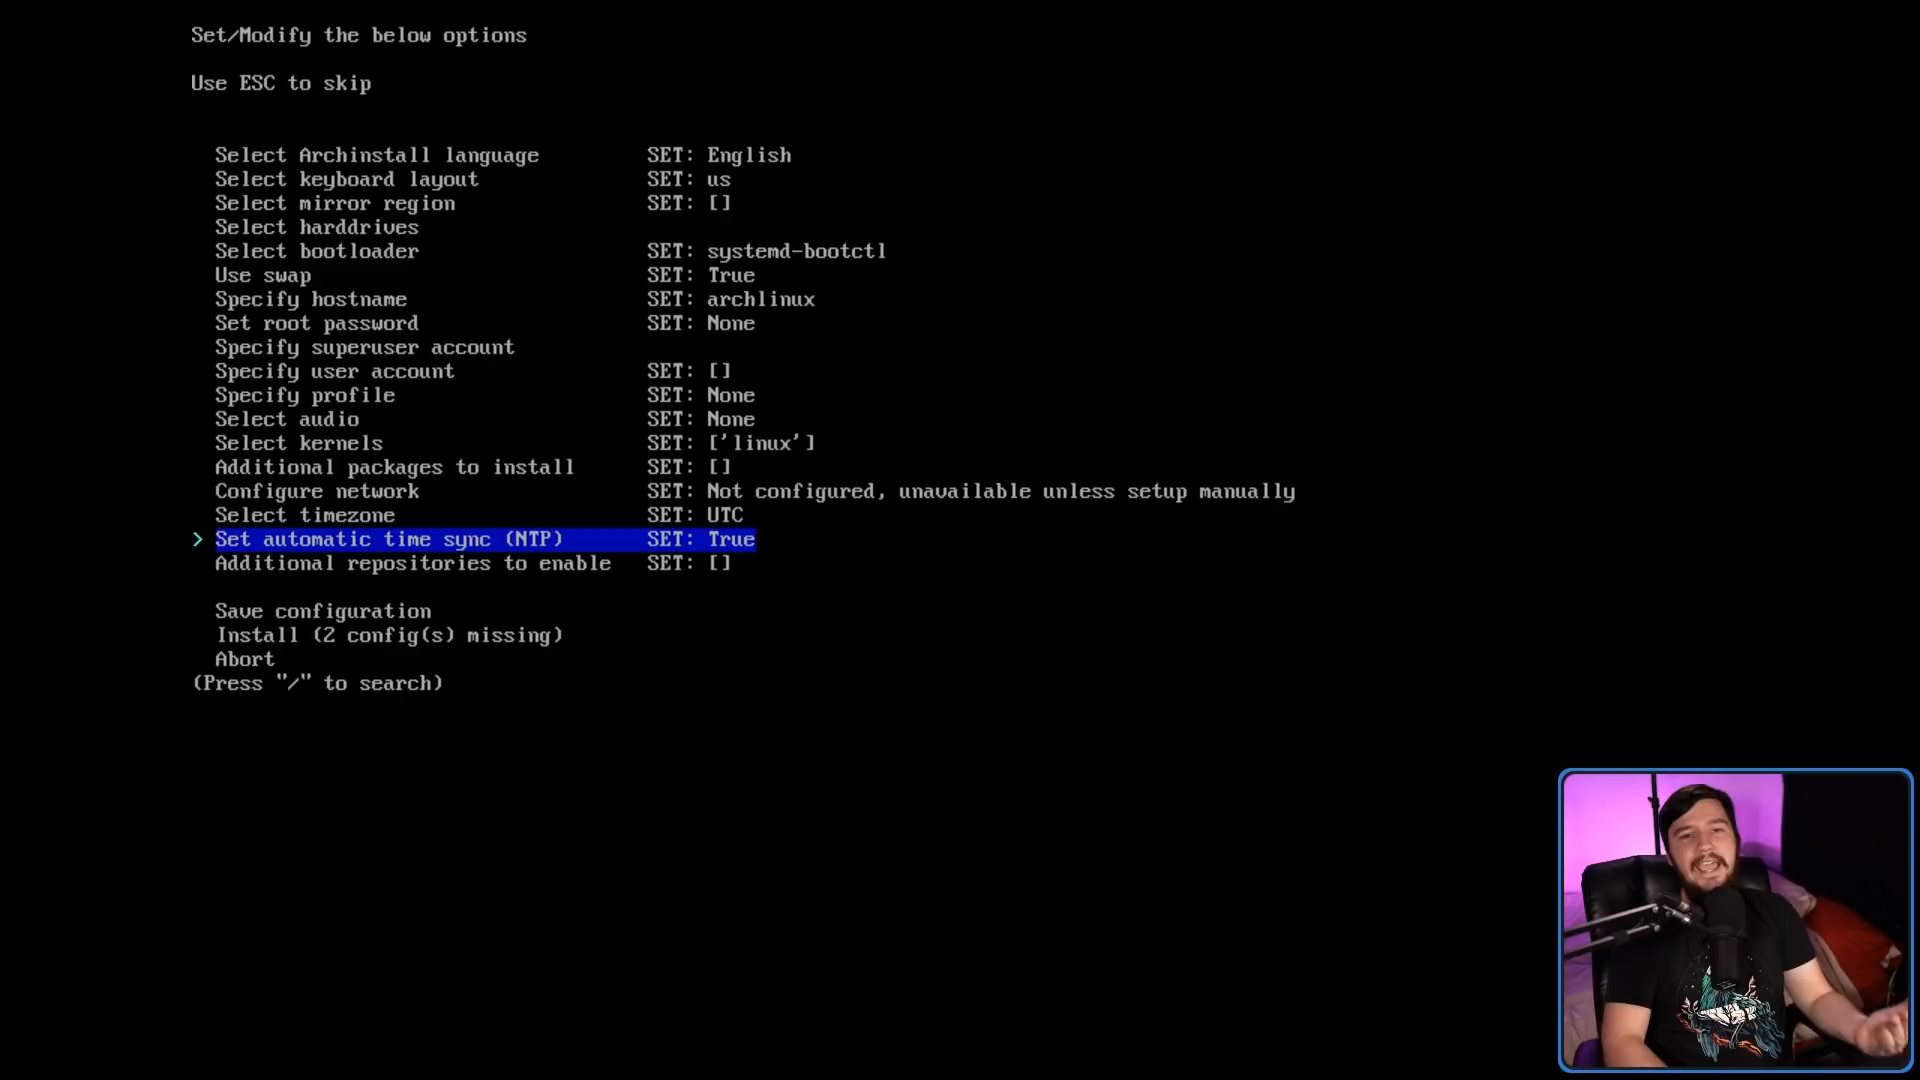 Set/Modify the below options
Use ESC to skip
Select Archinstall language SET: English
Select keyboard layout SET: us
Select mirror region SET: []
Select harddrives
Select bootloader SET: systemd-bootctl
Use swap SET: True
Specify hostname SET: archlinux
Set root password SET: None
Specify superuser account
Specify user account SET: []
Specify profile SET: None
Select audio SET: None
Select kernels SET: ['linux']
Additional packages to install SET: []
Configure network SET: Not configured, unavailable unless setup manually
Select timezone SET: UTC
> Set automatic time sync (NTP) SET: True
Additional repositories to enable SET: []
Save configuration
Install (2 config(s) missing)
Abort
(Press "/" to search)